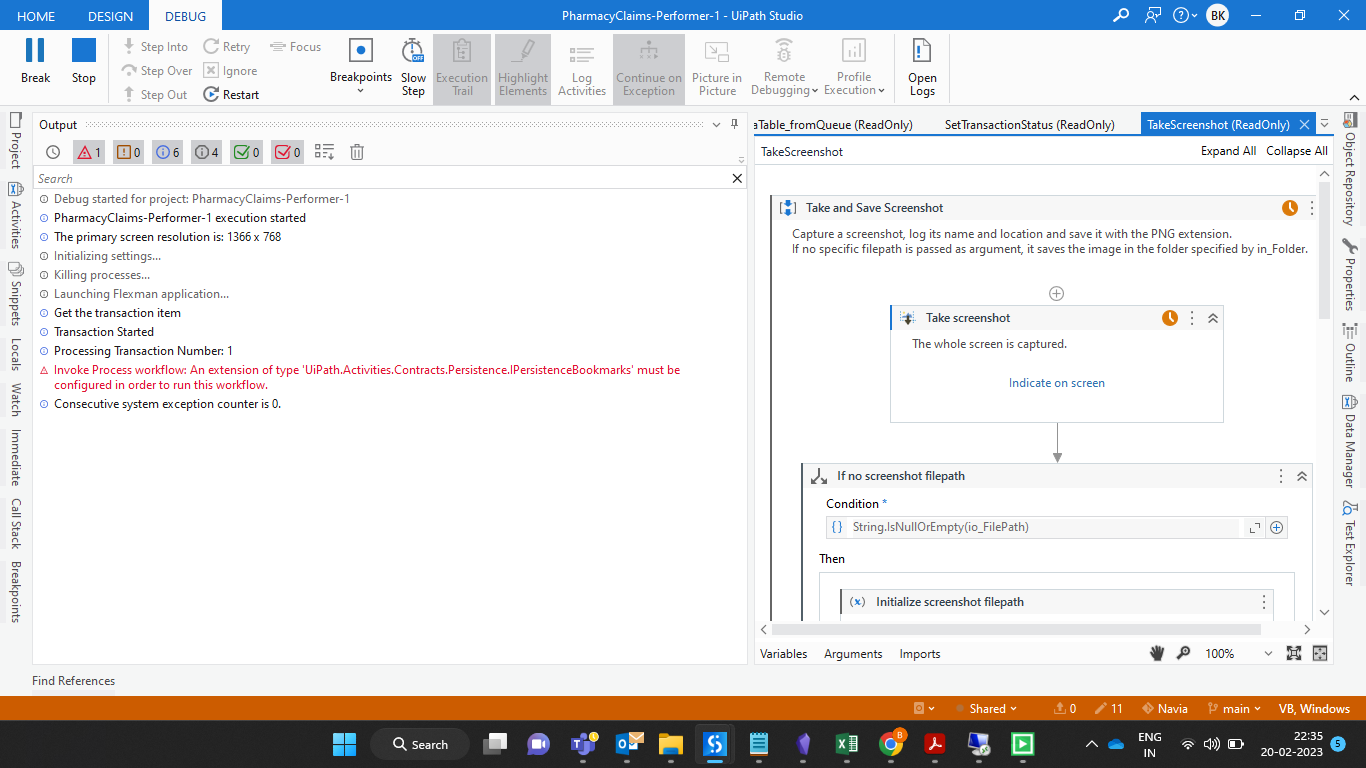 HOME DESIGN DEBUG PharmacyClaims-Performer-1 - UiPath Studio BK
Break
Stop
Step Into
Step Over
Step Out
Retry
Ignore
Restart
Focus
Breakpoints
Slow
Step
OFF
Execution
Trail
Highlight
Elements
Log
Activities
Continue on
Exception
Picture in
Picture
Remote
Debugging
Profile
Execution
Open
Logs
Project
Activities
Snippets
Locals
Watch
Immediate
Call Stack
Breakpoints
Output
1 0 6 4 0 0
Search
Debug started for project: PharmacyClaims-Performer-1
PharmacyClaims-Performer-1 execution started
The primary screen resolution is: 1366 x 768
Initializing settings...
Killing processes...
Launching Flexman application...
Get the transaction item
Transaction Started
Processing Transaction Number: 1
Invoke Process workflow: An extension of type 'UiPath.Activities.Contracts.Persistence.IPersistenceBookmarks' must be
configured in order to run this workflow.
Consecutive system exception counter is 0.
Find References
aTable_fromQueue (ReadOnly) SetTransactionStatus (ReadOnly) TakeScreenshot (ReadOnly)
TakeScreenshot Expand All Collapse All
Take and Save Screenshot
Capture a screenshot, log its name and location and save it with the PNG extension.
If no specific filepath is passed as argument, it saves the image in the folder specified by in_Folder.
Take screenshot
The whole screen is captured.
Indicate on screen
If no screenshot filepath
Condition *
String.IsNullOrEmpty(io_FilePath)
Then
Initialize screenshot filepath
Variables Arguments Imports 100%
Object Repository
Properties
Outline
Data Manager
Test Explorer
Shared 0 11 Navia main VB, Windows
Search
B
ENG
IN
22:35
20-02-2023
5